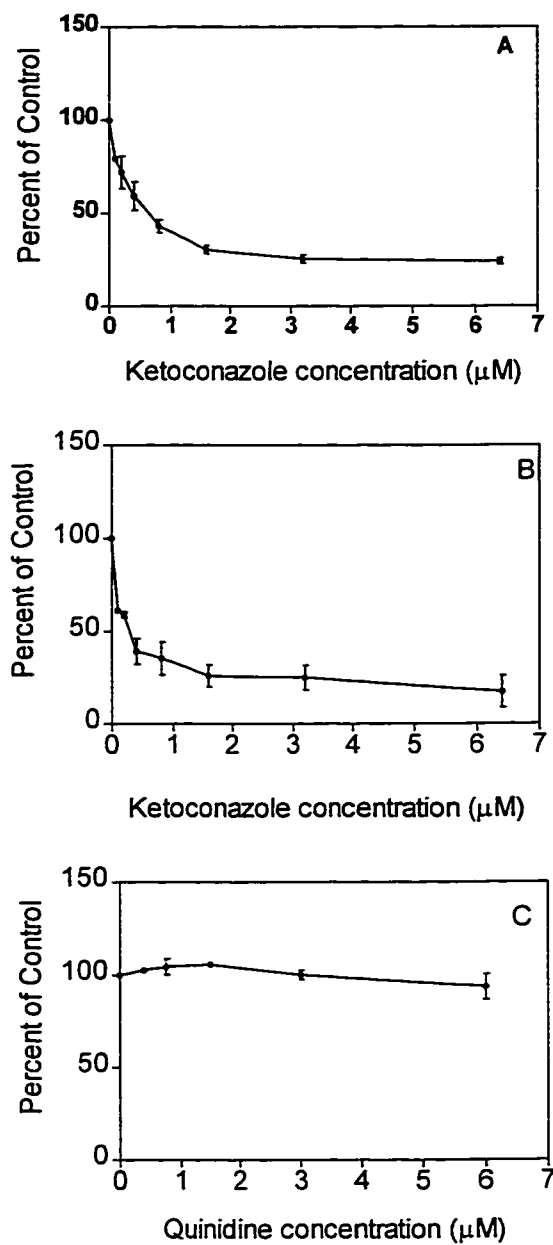 A
Percent of Control
150
100
50
0
0 1 2 3 4 5 6 7
Ketoconazole concentration (μM)
B
Percent of Control
150
100
50
0
0 1 2 3 4 5 6 7
Ketoconazole concentration (μM)
C
Percent of Control
150
100
50
0
0 1 2 3 4 5 6 7
Quinidine concentration (μM)